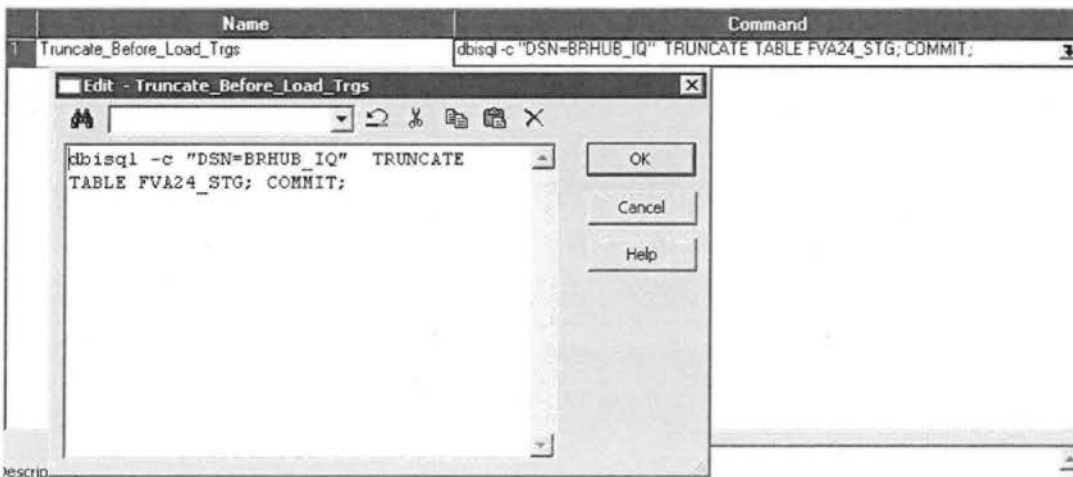 Name Command
1 Truncate_Before_Load_Trgs dbisql -c "DSN=BRHUB_IQ" TRUNCATE TABLE FVA24_STG; COMMIT;
Edit - Truncate_Before_Load_Trgs
dbisql -c "DSN=BRHUB_IQ" TRUNCATE
TABLE FVA24_STG; COMMIT;
OK
Cancel
Help